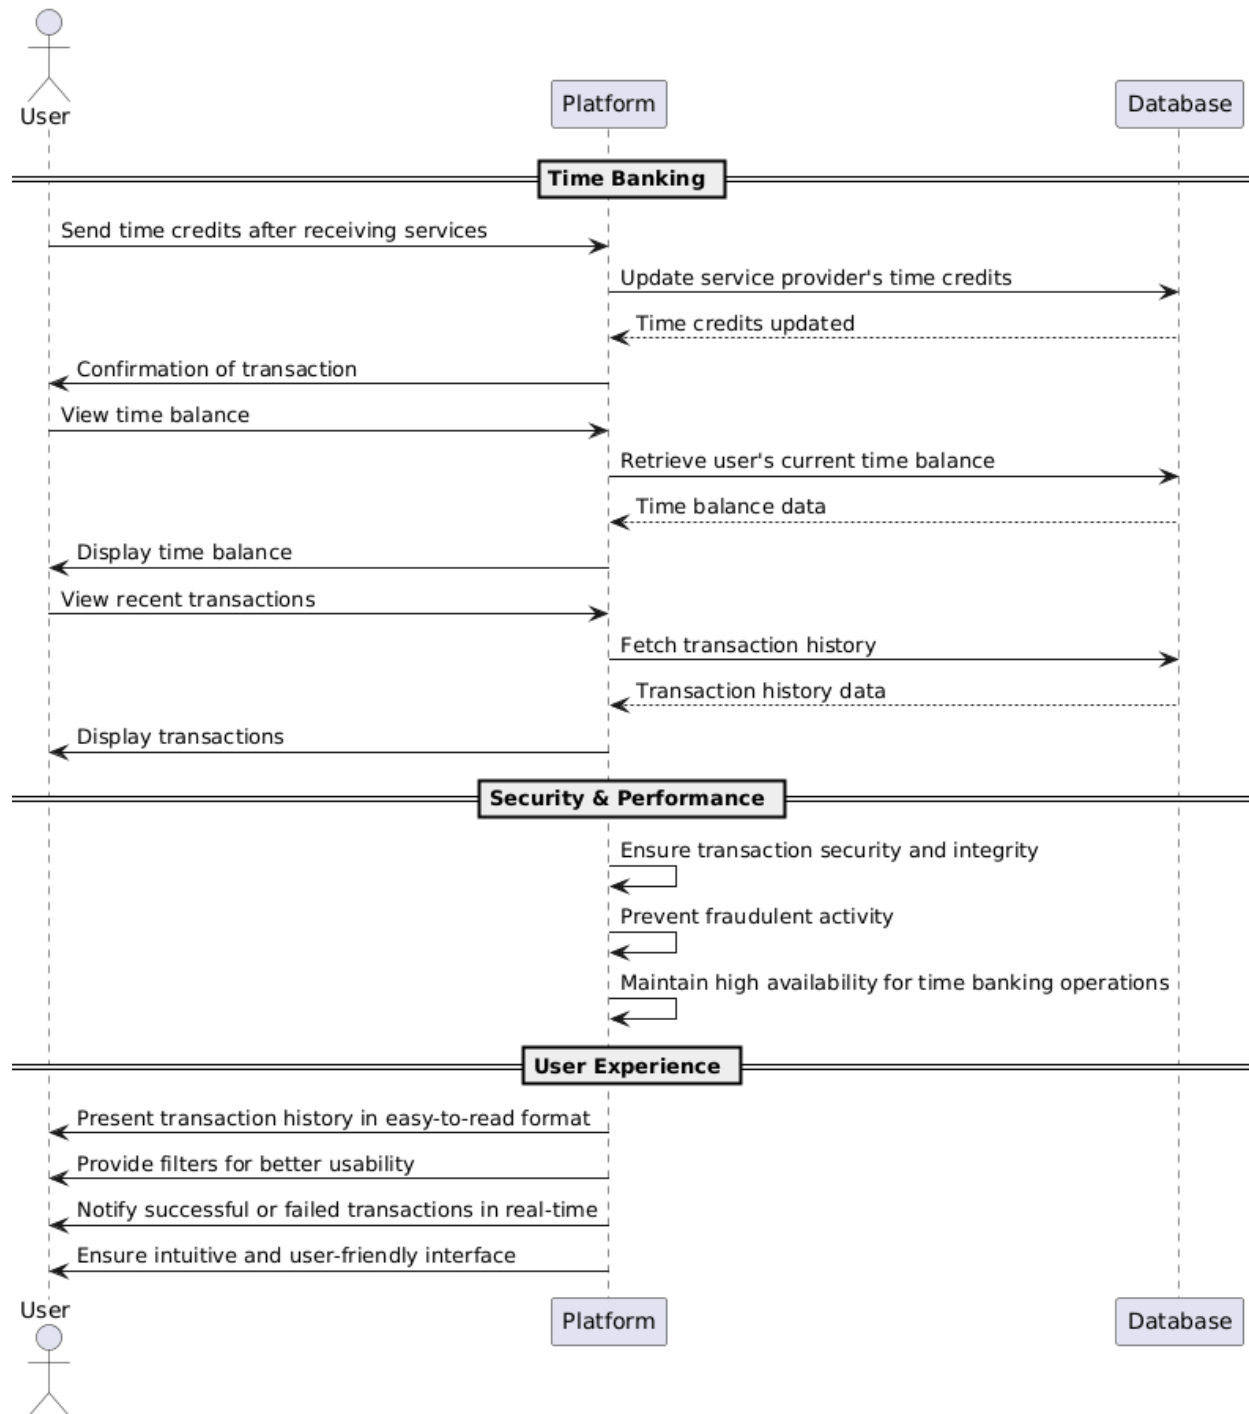 User
Platform
Database
Time Banking
Send time credits after receiving services
Update service provider's time credits
Time credits updated
Confirmation of transaction
View time balance
Retrieve user's current time balance
Time balance data
Display time balance
View recent transactions
Fetch transaction history
Transaction history data
Display transactions
Security & Performance
Ensure transaction security and integrity
Prevent fraudulent activity
Maintain high availability for time banking operations
User Experience
Present transaction history in easy-to-read format
Provide filters for better usability
Notify successful or failed transactions in real-time
Ensure intuitive and user-friendly interface
User
Platform
Database